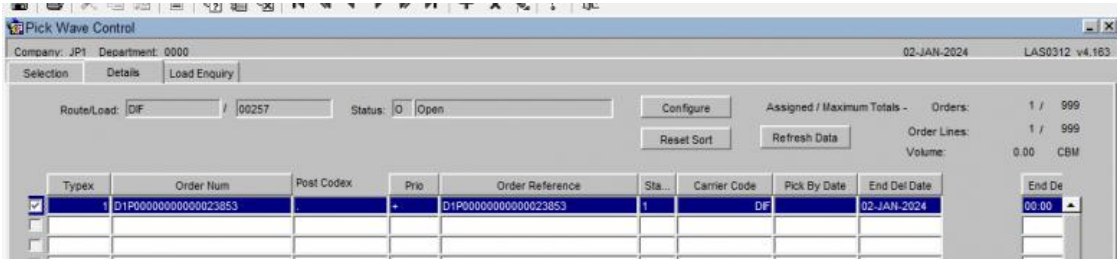 Pick Wave Control
Company: JP1 Department: 0000 02-JAN-2024 LAS0312 v4.163
Selection Details Load Enquiry
Route/Load: DIF / 00257 Status: O Open Configure Assigned / Maximum Totals - Orders: 1 / 999
Reset Sort Refresh Data Order Lines: 1 / 999
Volume: 0.00 CBM
Typex Order Num Post Codex Prio Order Reference Sta... Carrier Code Pick By Date End Del Date End De
1 D1P00000000000023853 . + D1P00000000000023853 1 DIF 02-JAN-2024 00:00